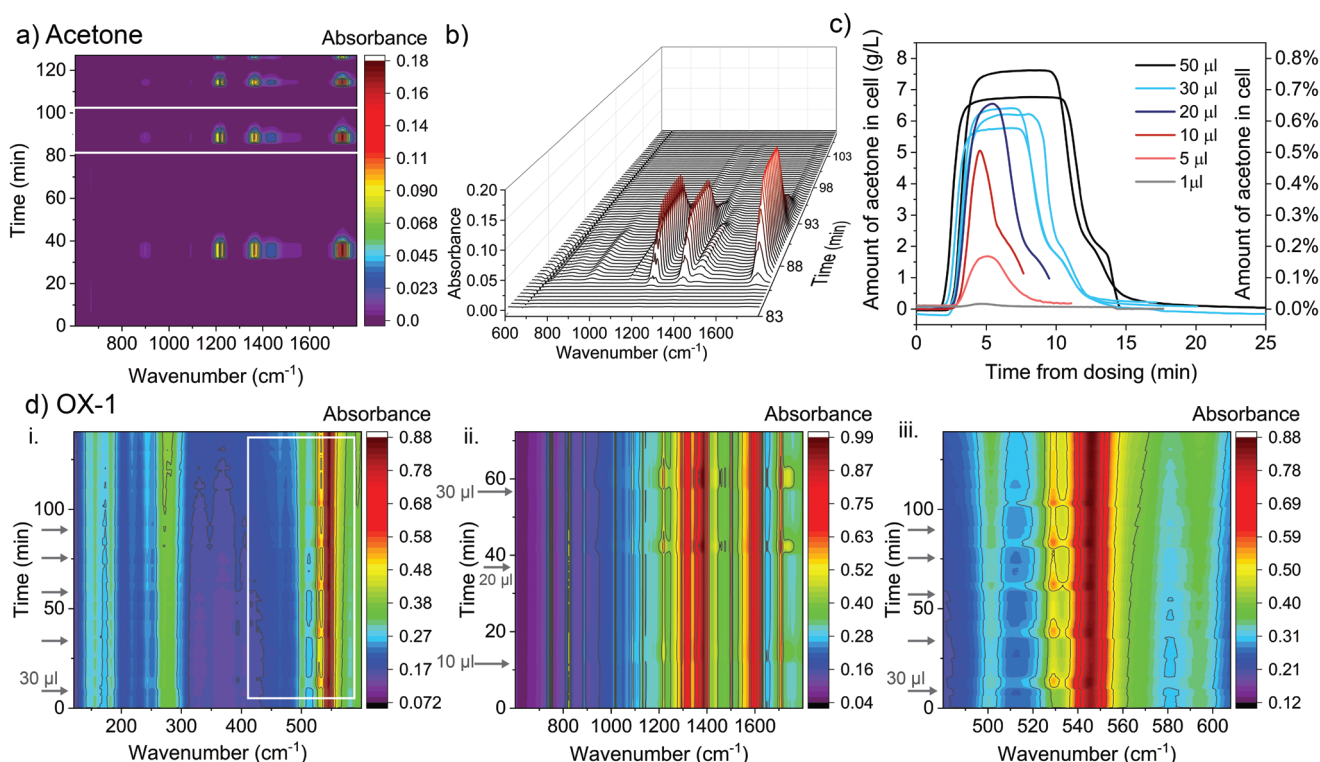 a) Acetone
Absorbance
120
100
80
60
40
20
0
800 1000 1200 1400 1600
Wavenumber (cm-1)
Time (min)
0.18
0.16
0.14
0.11
0.090
0.068
0.045
0.023
0.0
b)
0.20
0.15
0.10
0.05
0.00
Absorbance
600 800 1000 1200 1400 1600
Wavenumber (cm-1)
83
88
93
98
103
Time (min)
c)
Amount of acetone in cell (g/L)
8
7
6
5
4
3
2
1
0
0 5 10 15 20 25
Time from dosing (min)
50 µl
30 µl
20 µl
10 µl
5 µl
1µl
0.8%
0.7%
0.6%
0.5%
0.4%
0.3%
0.2%
0.1%
0.0%
Amount of acetone in cell
d) OX-1
i.
Absorbance
Time (min)
100
50
0
30 µl
200 300 400 500
Wavenumber (cm-1)
0.88
0.78
0.68
0.58
0.48
0.37
0.27
0.17
0.072
ii.
Absorbance
Time (min)
60
40
20
0
30 µl
20 µl
10 µl
800 1000 1200 1400 1600
Wavenumber (cm-1)
0.99
0.87
0.75
0.63
0.51
0.40
0.28
0.16
0.04
iii.
Absorbance
Time (min)
100
50
0
30 µl
500 520 540 560 580 600
Wavenumber (cm-1)
0.88
0.79
0.69
0.59
0.50
0.40
0.31
0.21
0.12